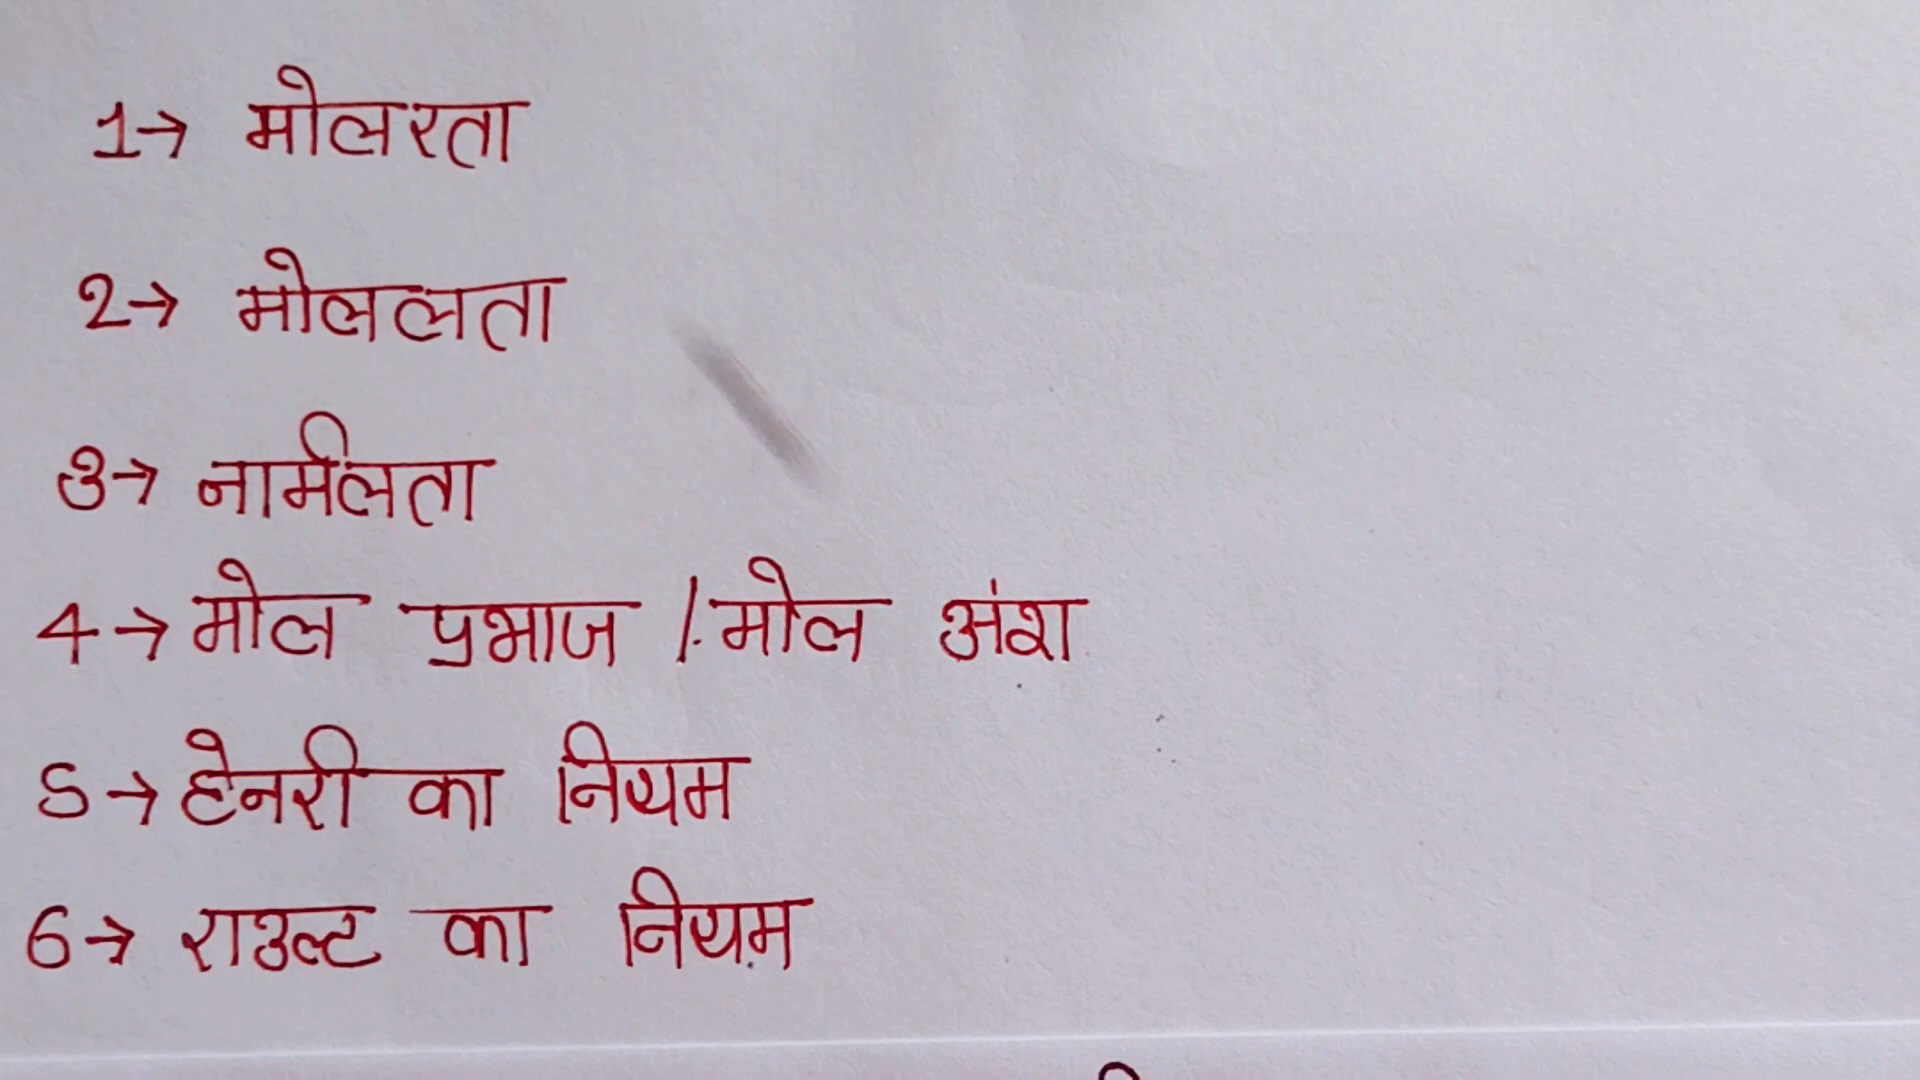 1→ मोलरता
2→ मोललता
3→ नार्मलता
4→ मोल प्रभाज / मोल अंश
5→ हेनरी का नियम
6→ राउल्ट का नियम